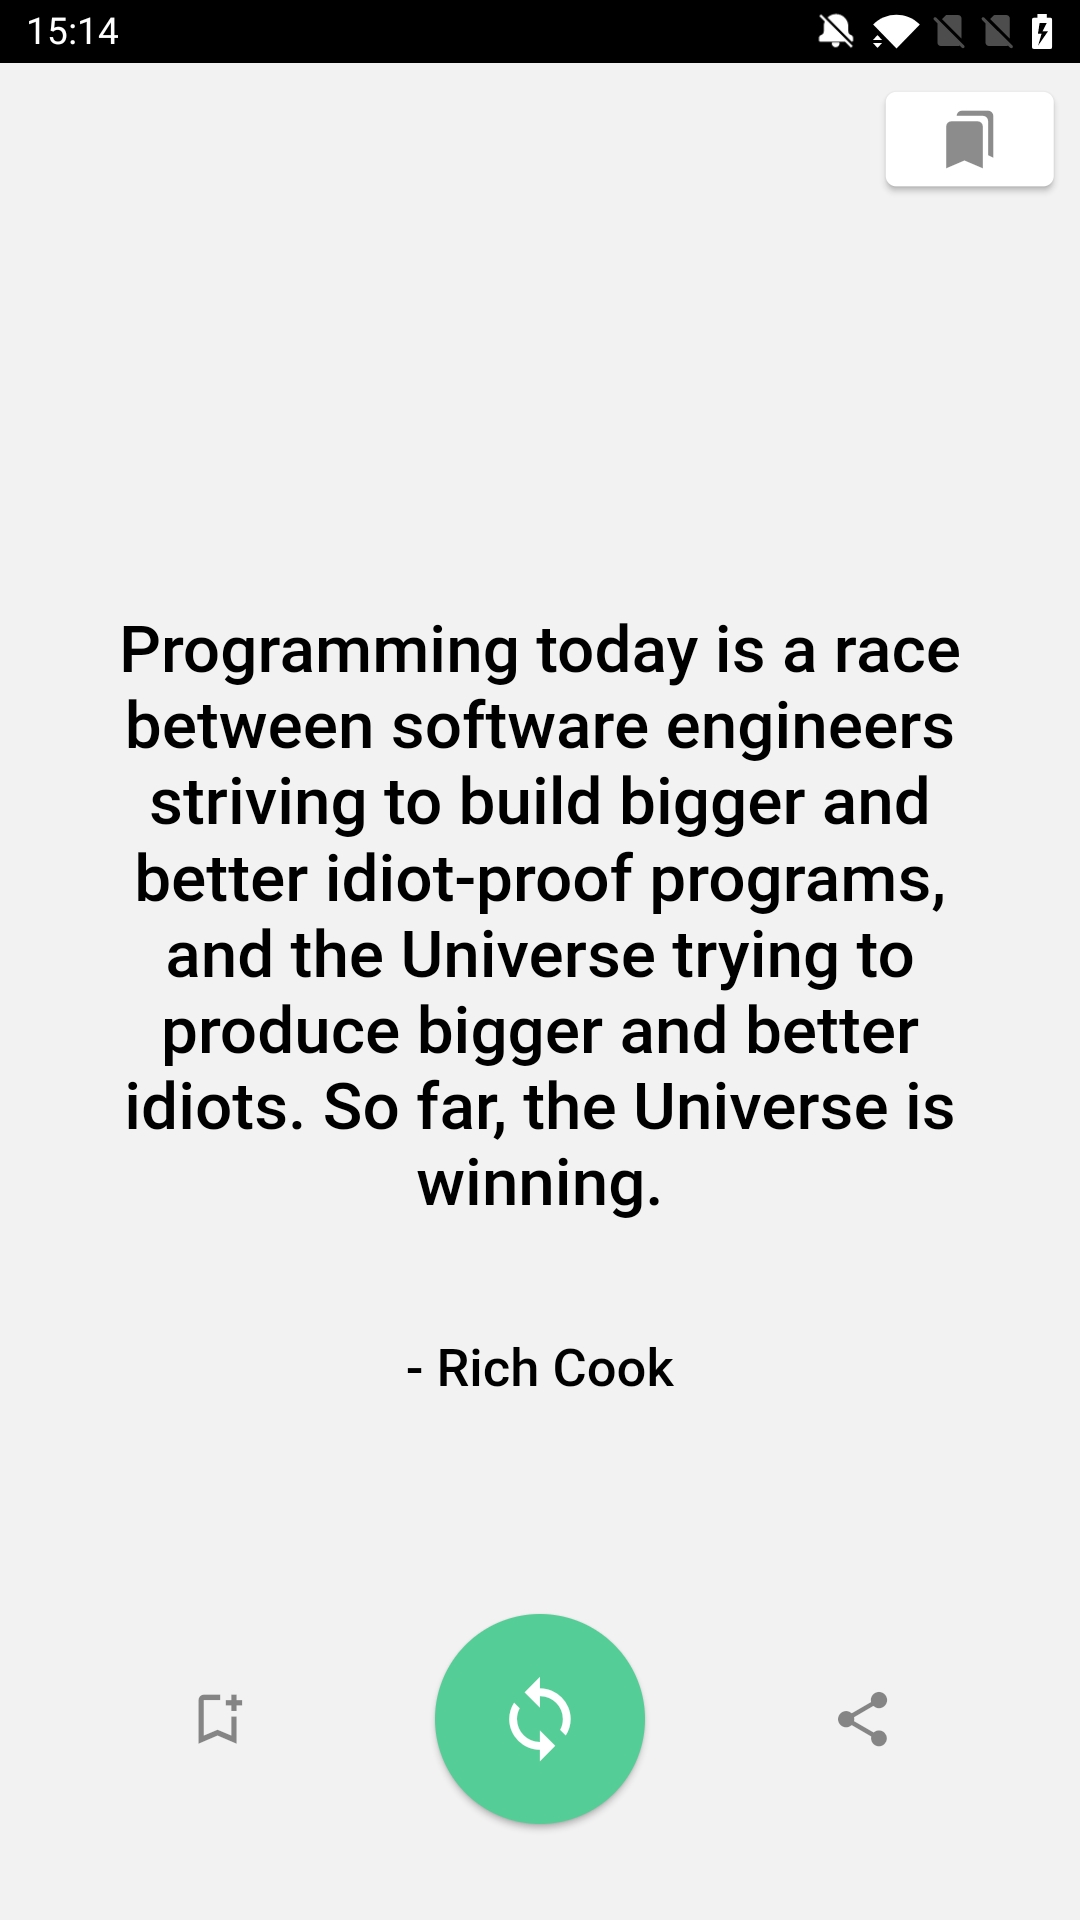 15:14
Programming today is a race
between software engineers
striving to build bigger and
better idiot-proof programs,
and the Universe trying to
produce bigger and better
idiots. So far, the Universe is
winning.
- Rich Cook